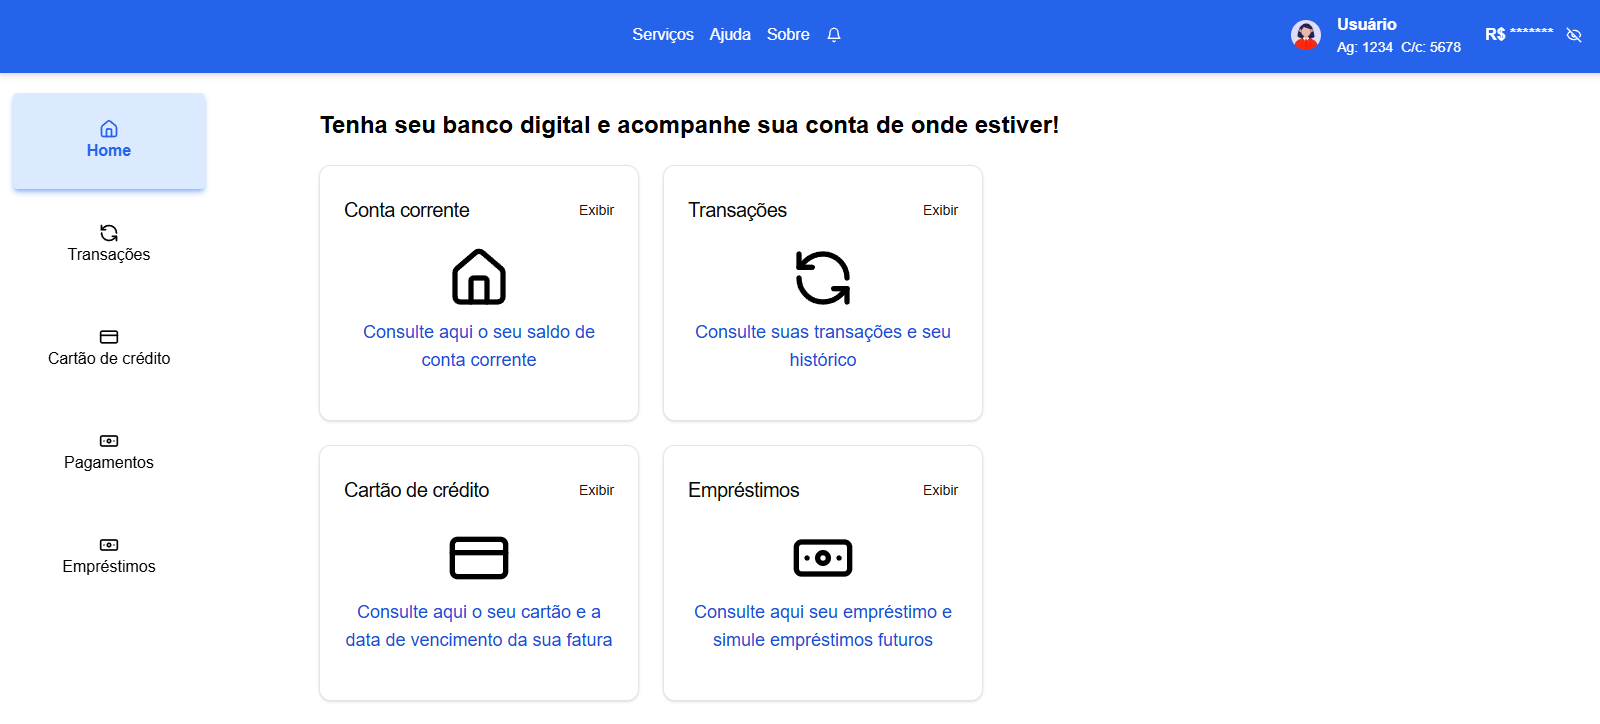 Serviços Ajuda Sobre
Usuário
Ag: 1234 C/c: 5678
R$ *******
Home
Transações
Cartão de crédito
Pagamentos
Empréstimos
Tenha seu banco digital e acompanhe sua conta de onde estiver!
Conta corrente Exibir
Consulte aqui o seu saldo de
conta corrente
Transações Exibir
Consulte suas transações e seu
histórico
Cartão de crédito Exibir
Consulte aqui o seu cartão e a
data de vencimento da sua fatura
Empréstimos Exibir
Consulte aqui seu empréstimo e
simule empréstimos futuros